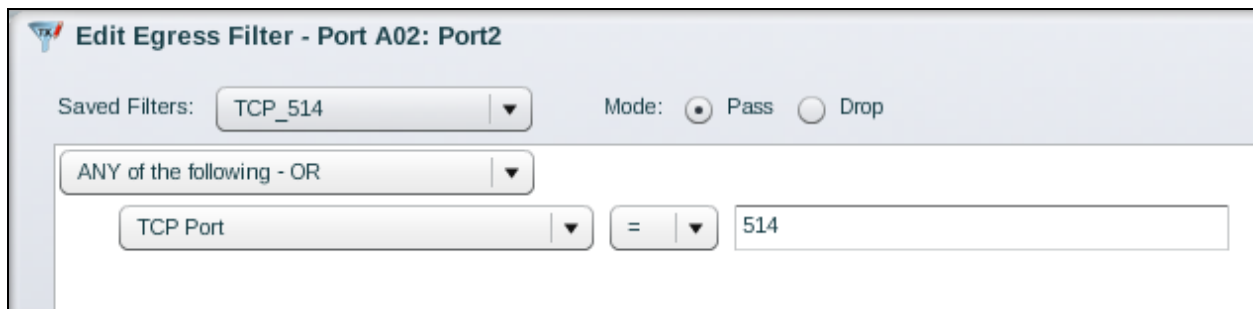 TX Edit Egress Filter - Port A02: Port2
Saved Filters: TCP_514 Mode: Pass Drop
ANY of the following - OR
TCP Port = 514